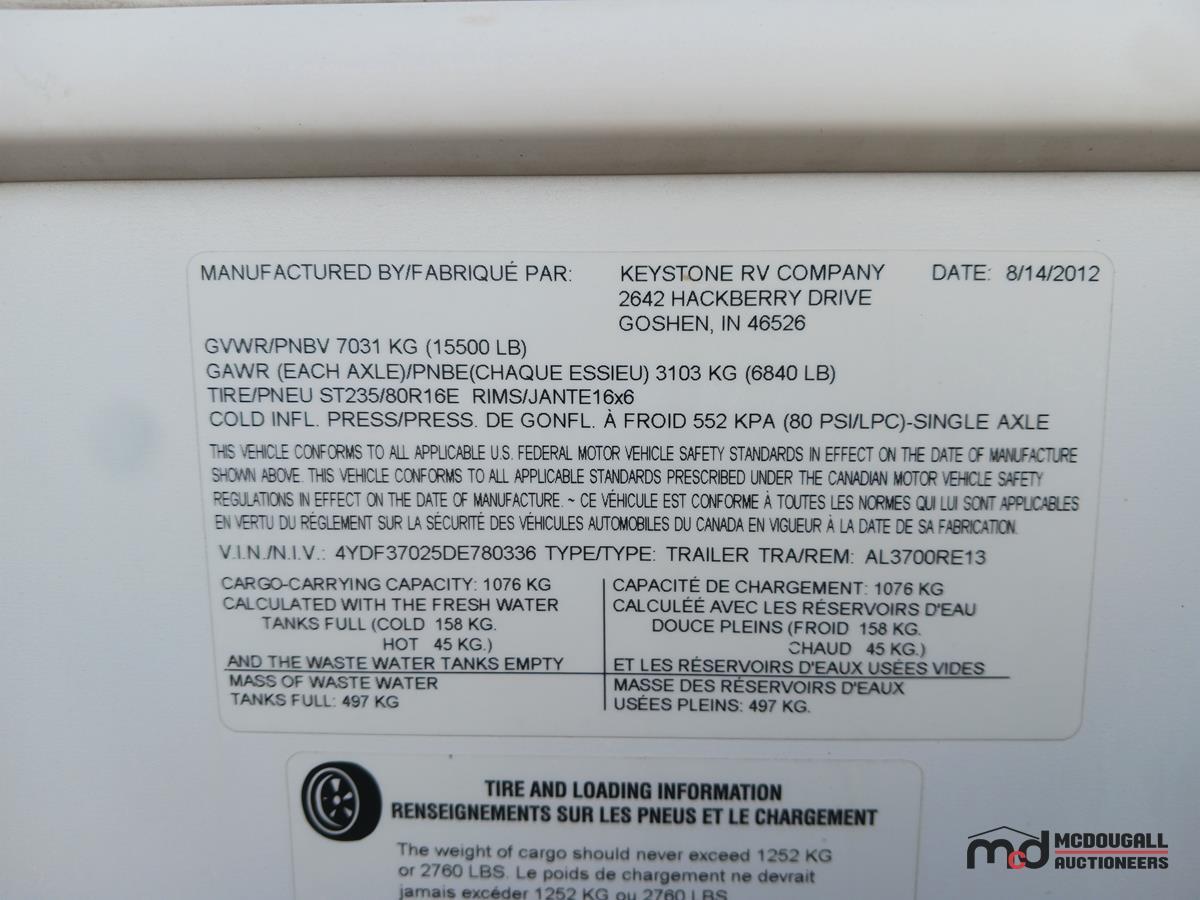 MANUFACTURED BY/FABRIQUÉ PAR: KEYSTONE RV COMPANY DATE: 8/14/2012
2642 HACKBERRY DRIVE
GOSHEN, IN 46526
GVWR/PNBV 7031 KG (15500 LB)
GAWR (EACH AXLE)/PNBE(CHAQUE ESSIEU) 3103 KG (6840 LB)
TIRE/PNEU ST235/80R16E RIMS/JANTE16x6
COLD INFL. PRESS/PRESS. DE GONFL. À FROID 552 KPA (80 PSI/LPC)-SINGLE AXLE
THIS VEHICLE CONFORMS TO ALL APPLICABLE U.S. FEDERAL MOTOR VEHICLE SAFETY STANDARDS IN EFFECT ON THE DATE OF MANUFACTURE
SHOWN ABOVE. THIS VEHICLE CONFORMS TO ALL APPLICABLE STANDARDS PRESCRIBED UNDER THE CANADIAN MOTOR VEHICLE SAFETY
REGULATIONS IN EFFECT ON THE DATE OF MANUFACTURE. ~ CE VÉHICULE EST CONFORME À TOUTES LES NORMES QUI LUI SONT APPLICABLES
EN VERTU DU RÉGLEMENT SUR LA SÉCURITÉ DES VÉHICULES AUTOMOBILES DU CANADA EN VIGUEUR À LA DATE DE SA FABRICATION.
V.I.N./N.I.V.: 4YDF37025DE780336 TYPE/TYPE: TRAILER TRA/REM: AL3700RE13
CARGO-CARRYING CAPACITY: 1076 KG
CALCULATED WITH THE FRESH WATER
TANKS FULL (COLD 158 KG.
HOT 45 KG.)
AND THE WASTE WATER TANKS EMPTY
MASS OF WASTE WATER
TANKS FULL: 497 KG
CAPACITÉ DE CHARGEMENT: 1076 KG
CALCULÉE AVEC LES RÉSERVOIRS D'EAU
DOUCE PLEINS (FROID 158 KG.
CHAUD 45 KG.)
ET LES RÉSERVOIRS D'EAUX USÉES VIDES
MASSE DES RÉSERVOIRS D'EAUX
USÉES PLEINS: 497 KG.
TIRE AND LOADING INFORMATION
RENSEIGNEMENTS SUR LES PNEUS ET LE CHARGEMENT
The weight of cargo should never exceed 1252 KG
or 2760 LBS. Le poids de chargement ne devrait
jamais excéder 1252 KG ou 2760 LBS
mcd MCDOUGALL
AUCTIONEERS